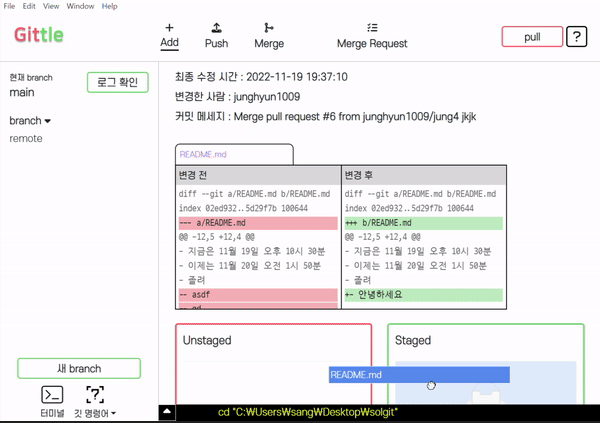 File Edit View Window Help
Gittle
Add
Push
Merge
Merge Request
pull
?
현재 branch
main
로그 확인
branch
remote
최종 수정 시간 : 2022-11-19 19:37:10
변경한 사람 : junghyun1009
커밋 메세지 : Merge pull request #6 from junghyun1009/jung4 jkjk
README.md
변경 전
diff --git a/README.md b/README.md
index 02ed932..5d29f7b 100644
--- a/README.md
@@ -12,5 +12,4 @@
- 지금은 11월 19일 오후 10시 30분
- 이제는 11월 20일 오전 1시 50분
- 졸려
-- asdf
변경 후
diff --git a/README.md b/README.md
index 02ed932..5d29f7b 100644
+++ b/README.md
@@ -12,5 +12,4 @@
- 지금은 11월 19일 오후 10시 30분
- 이제는 11월 20일 오전 1시 50분
- 졸려
+- 안녕하세요
Unstaged
Staged
README.md
새 branch
터미널
깃 명령어
cd "C:₩Users₩sang₩Desktop₩solgit"